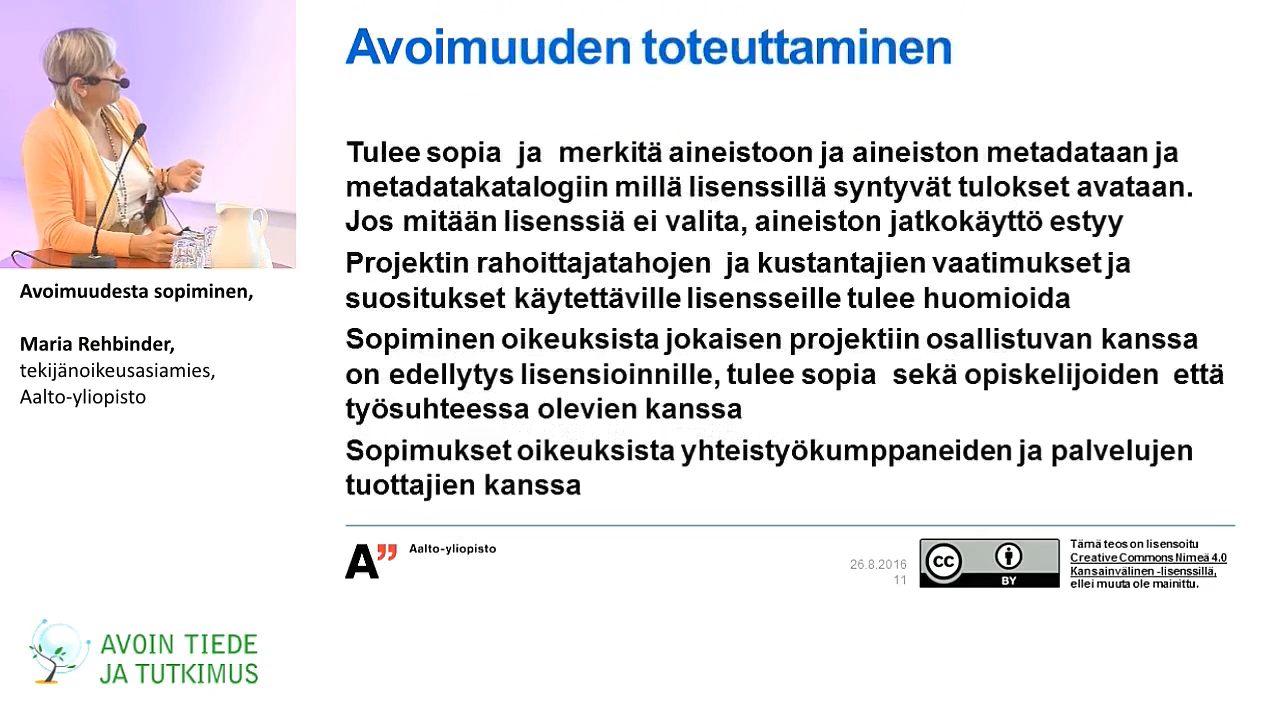 Avoimuuden toteuttaminen
Tulee sopia ja merkitä aineistoon ja aineiston metadataan ja
metadatakatalogiin millä lisenssillä syntyvät tulokset avataan.
Jos mitään lisenssiä ei valita, aineiston jatkokäyttö estyy
Projektin rahoittajatahojen ja kustantajien vaatimukset ja
suositukset käytettäville lisensseille tulee huomioida
Sopiminen oikeuksista jokaisen projektiin osallistuvan kanssa
on edellytys lisensioinnille, tulee sopia sekä opiskelijoiden että
työsuhteessa olevien kanssa
Sopimukset oikeuksista yhteistyökumppaneiden ja palvelujen
tuottajien kanssa
Avoimuudesta sopiminen,
Maria Rehbinder,
tekijänoikeusasiamies,
Aalto-yliopisto
A” Aalto-yliopisto
26.8.2016
11
CC BY
Tämä teos on lisensoitu
Creative Commons Nimeä 4.0
Kansainvälinen -lisenssillä,
ellei muuta ole mainittu.
AVOIN TIEDE
JA TUTKIMUS